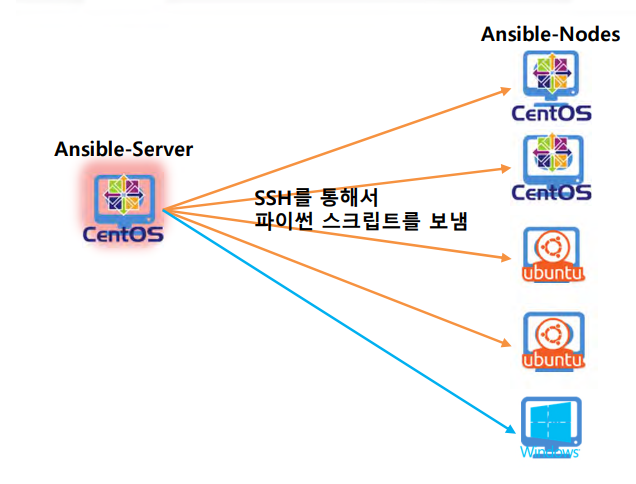 Ansible-Nodes
CentOS
Ansible-Server
CentOS
SSH를 통해서
파이썬 스크립트를 보냄
CentOS
ubuntu
ubuntu
Windows